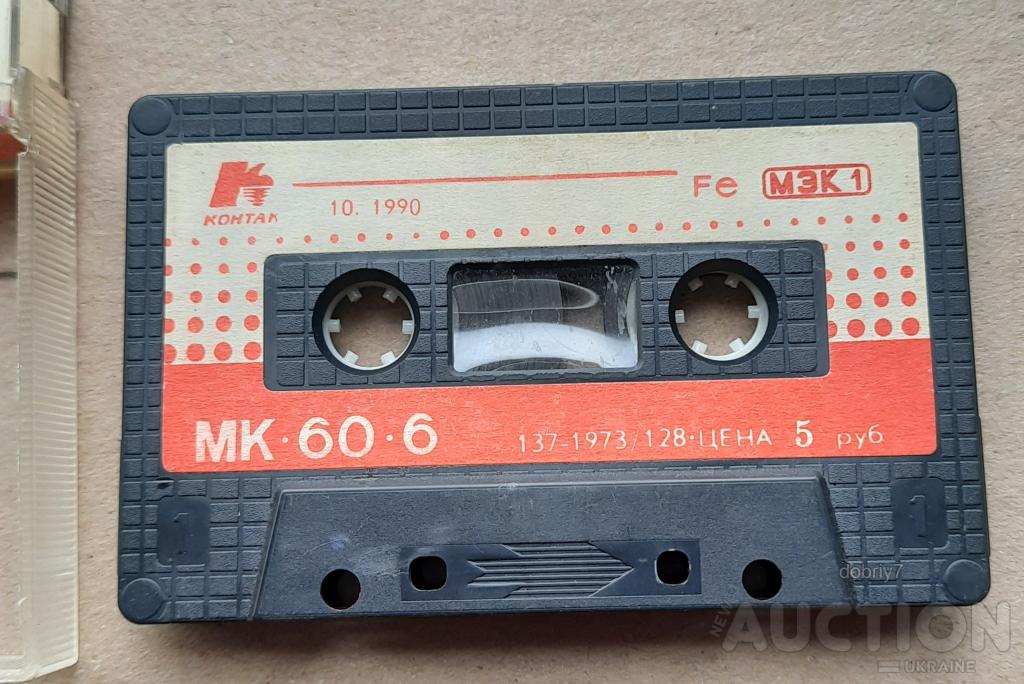 КОНТАК
10. 1990
Fe МЭК 1
МК·60·6
137-1973/128·ЦЕНА 5 руб
1 1
dobriy7
NEW AUCTION
UKRAINE